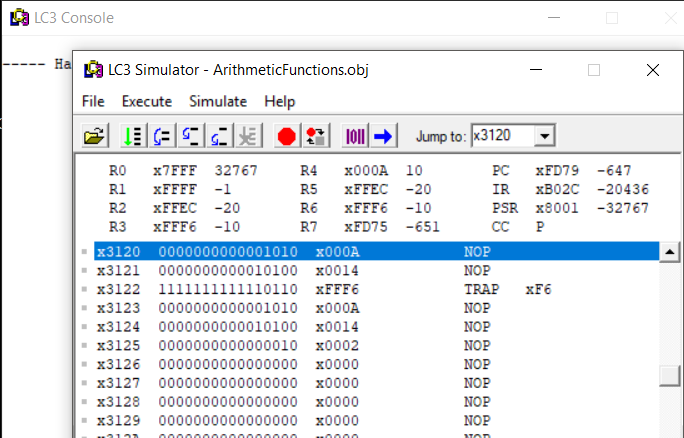 LC3 Console
----- Ha
LC3 Simulator - ArithmeticFunctions.obj
File Execute Simulate Help
Jump to: x3120
R0 x7FFF 32767 R4 x000A 10 PC xFD79 -647
R1 xFFFF -1 R5 xFFEC -20 IR xB02C -20436
R2 xFFEC -20 R6 xFFF6 -10 PSR x8001 -32767
R3 xFFF6 -10 R7 xFD75 -651 CC P
x3120 0000000000001010 x000A NOP
x3121 0000000000010100 x0014 NOP
x3122 1111111111110110 xFFF6 TRAP xF6
x3123 0000000000001010 x000A NOP
x3124 0000000000010100 x0014 NOP
x3125 0000000000000010 x0002 NOP
x3126 0000000000000000 x0000 NOP
x3127 0000000000000000 x0000 NOP
x3128 0000000000000000 x0000 NOP
x3129 0000000000000000 x0000 NOP
x312A 0000000000000000 x0000 NOP